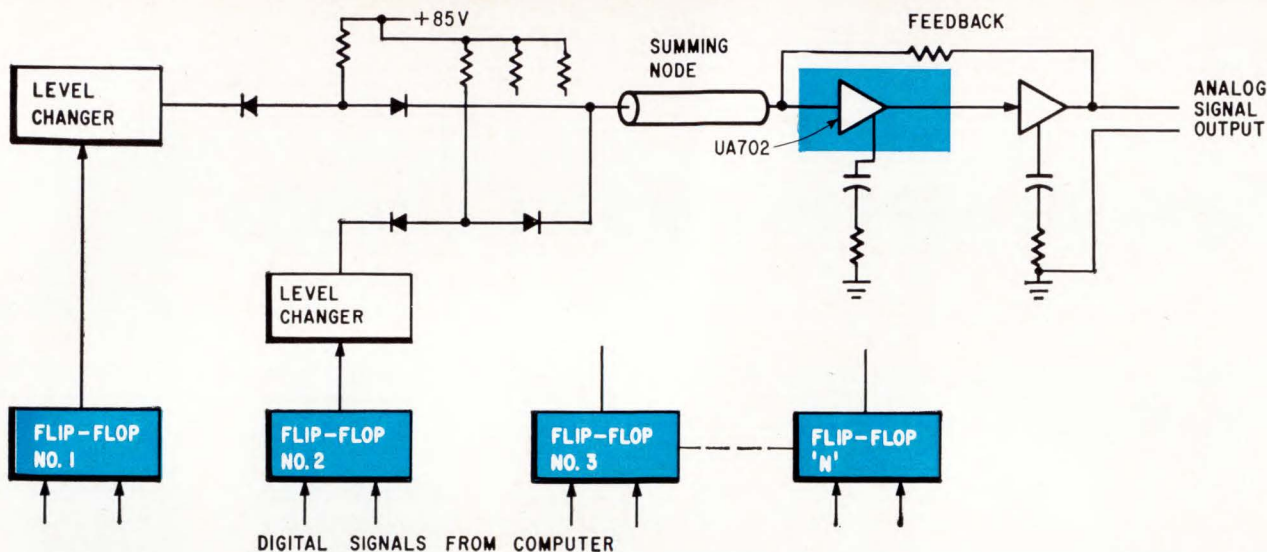 +85V
FEEDBACK
SUMMING
NODE
LEVEL
CHANGER
ANALOG
SIGNAL
OUTPUT
UA702
LEVEL
CHANGER
FLIP-FLOP
NO. 1
FLIP-FLOP
NO. 2
FLIP-FLOP
NO. 3
FLIP-FLOP
'N'
DIGITAL SIGNALS FROM COMPUTER